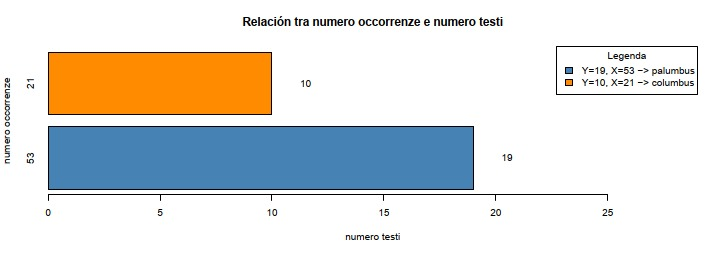 Relación tra numero occorrenze e numero testi
Legenda
Y=19, X=53 −> palumbus
Y=10, X=21 −> columbus
numero occorrenze
21
10
53
19
0 5 10 15 20 25
numero testi